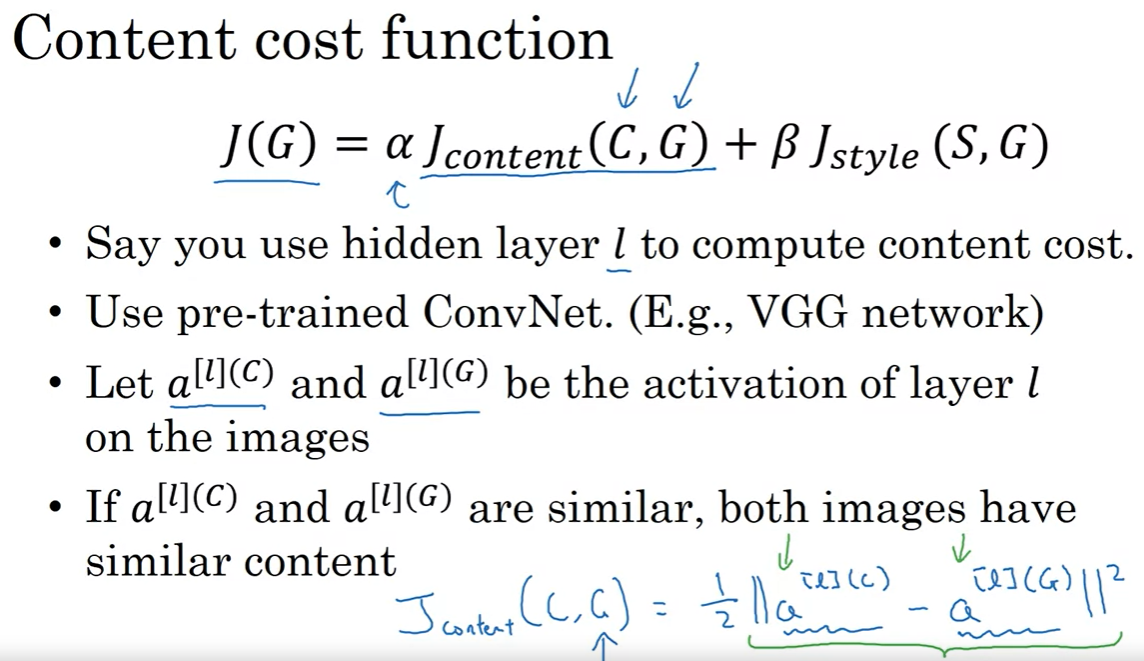 Content cost function
J(G) = α J_content (C, G) + β J_style (S, G)
• Say you use hidden layer l to compute content cost.
• Use pre-trained ConvNet. (E.g., VGG network)
• Let a^[l](C) and a^[l](G) be the activation of layer l
on the images
• If a^[l](C) and a^[l](G) are similar, both images have
similar content
J_content (C, G) = 1/2 || a^[l](C) - a^[l](G) ||^2